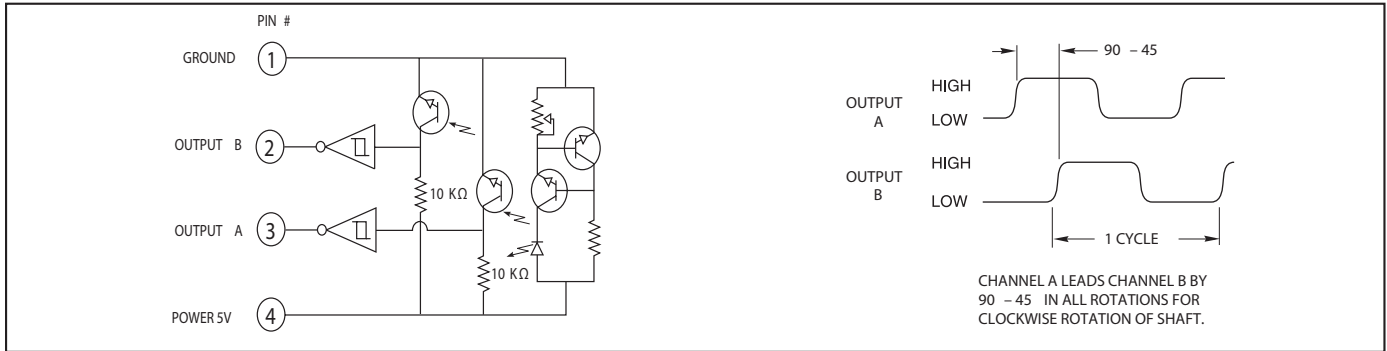 PIN #
GROUND 1
OUTPUT B 2
10 KΩ
OUTPUT A 3
10 KΩ
POWER 5V 4
90 – 45
OUTPUT A
HIGH
LOW
OUTPUT B
HIGH
LOW
1 CYCLE
CHANNEL A LEADS CHANNEL B BY
90 – 45 IN ALL ROTATIONS FOR
CLOCKWISE ROTATION OF SHAFT.